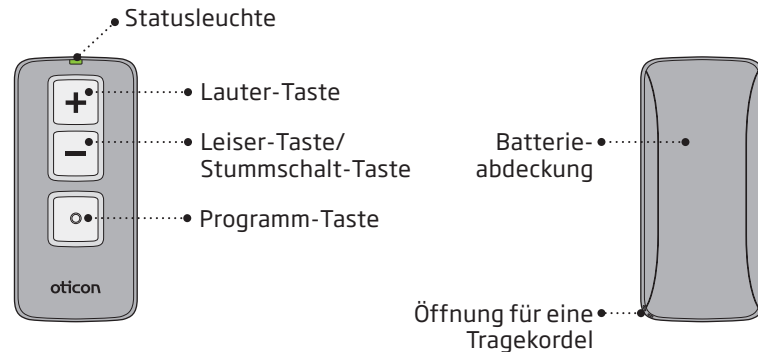 Statusleuchte
Lauter-Taste
Leiser-Taste/
Stummschalt-Taste
Programm-Taste
oticon
Batterie-
abdeckung
Öffnung für eine
Tragekordel